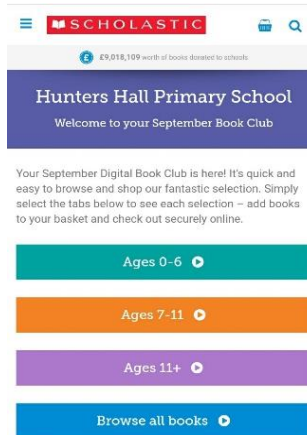 SCHOLASTIC
£ £9,018,109 worth of books donated to schools
Hunters Hall Primary School
Welcome to your September Book Club
Your September Digital Book Club is here! It's quick and
easy to browse and shop our fantastic selection. Simply
select the tabs below to see each selection – add books
to your basket and check out securely online.
Ages 0-6
Ages 7-11
Ages 11+
Browse all books